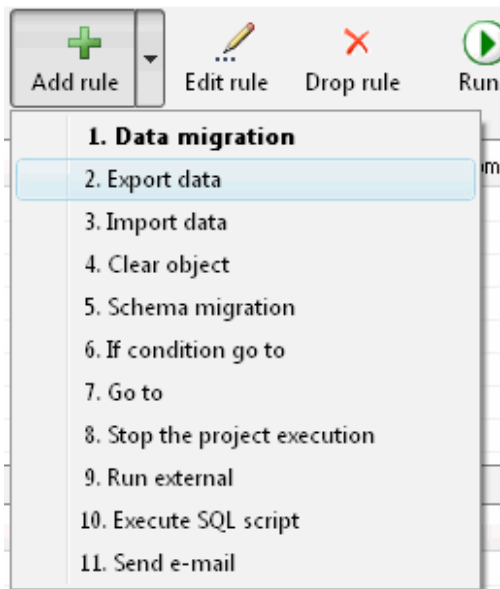 Add rule Edit rule Drop rule Run
1. Data migration
2. Export data
3. Import data
4. Clear object
5. Schema migration
6. If condition go to
7. Go to
8. Stop the project execution
9. Run external
10. Execute SQL script
11. Send e-mail